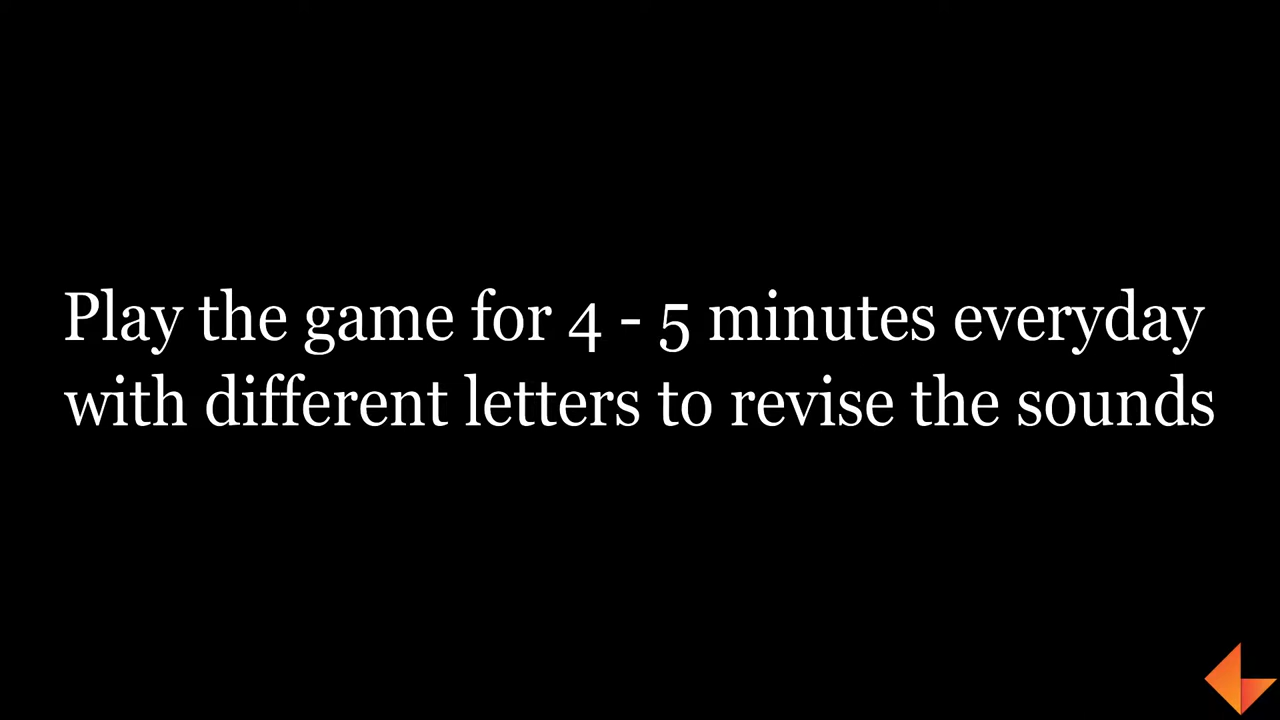 Play the game for 4 - 5 minutes everyday
with different letters to revise the sounds